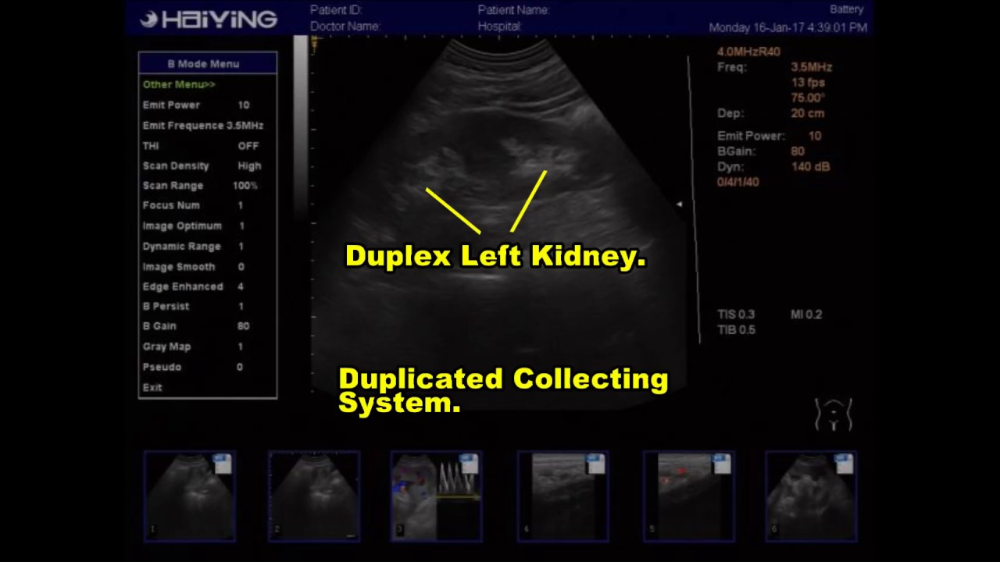 HAIYING
Patient ID:
Patient Name:
Battery
Doctor Name:
Hospital:
Monday 16-Jan-17 4:39:01 PM
B Mode Menu
Other Menu>>
Emit Power 10
Emit Frequence 3.5MHz
THI OFF
Scan Density High
Scan Range 100%
Focus Num 1
Image Optimum 1
Dynamic Range 1
Image Smooth 0
Edge Enhanced 4
B Persist 1
B Gain 80
Gray Map 1
Pseudo 0
Exit
4.0MHzR40
Freq: 3.5MHz
13 fps
75.00°
Dep: 20 cm
Emit Power: 10
BGain: 80
Dyn: 140 dB
0/4/1/40
Duplex Left Kidney.
TIS 0.3 MI 0.2
TIB 0.5
Duplicated Collecting
System.
1
2
3
4
5
6